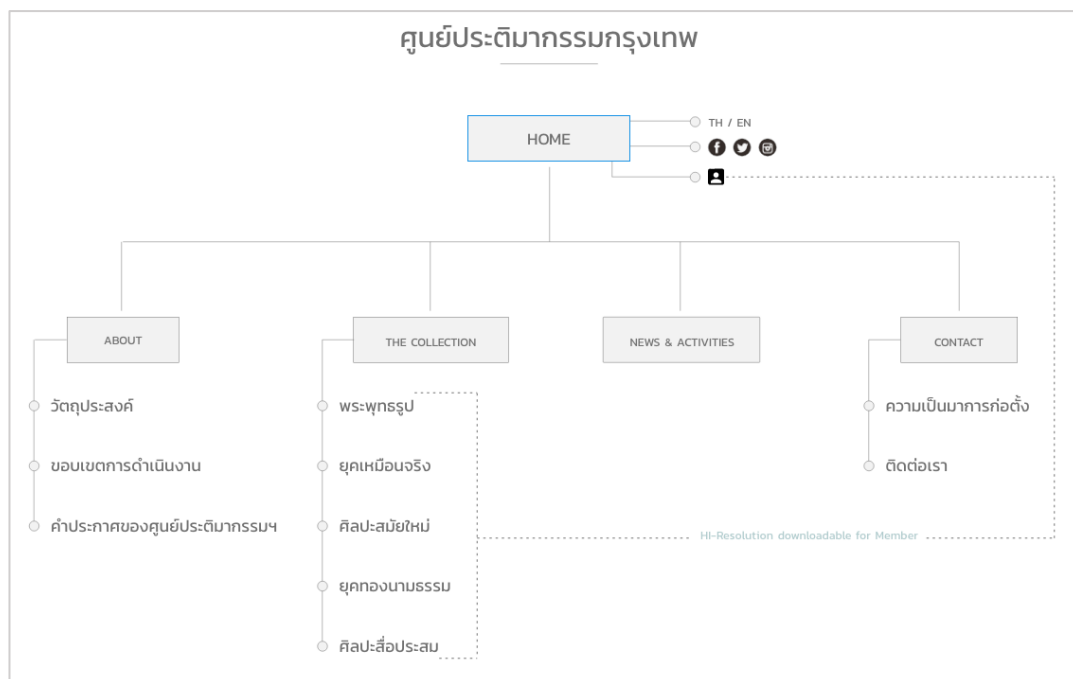 ศูนย์ประติมากรรมกรุงเทพ
HOME
TH / EN
ABOUT
วัตถุประสงค์
ขอบเขตการดำเนินงาน
คำประกาศของศูนย์ประติมากรรมฯ
THE COLLECTION
พระพุทธรูป
ยุคเหมือนจริง
ศิลปะสมัยใหม่
ยุคทองนามธรรม
ศิลปะสื่อประสม
NEWS & ACTIVITIES
CONTACT
ความเป็นมาการก่อตั้ง
ติดต่อเรา
HI-Resolution downloadable for Member